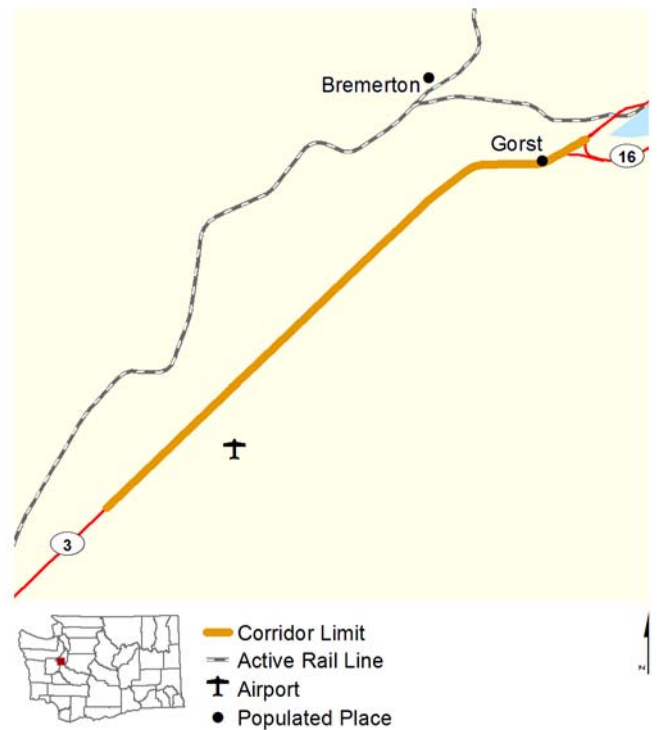 Bremerton
Gorst
16
3
Corridor Limit
Active Rail Line
Airport
Populated Place
N